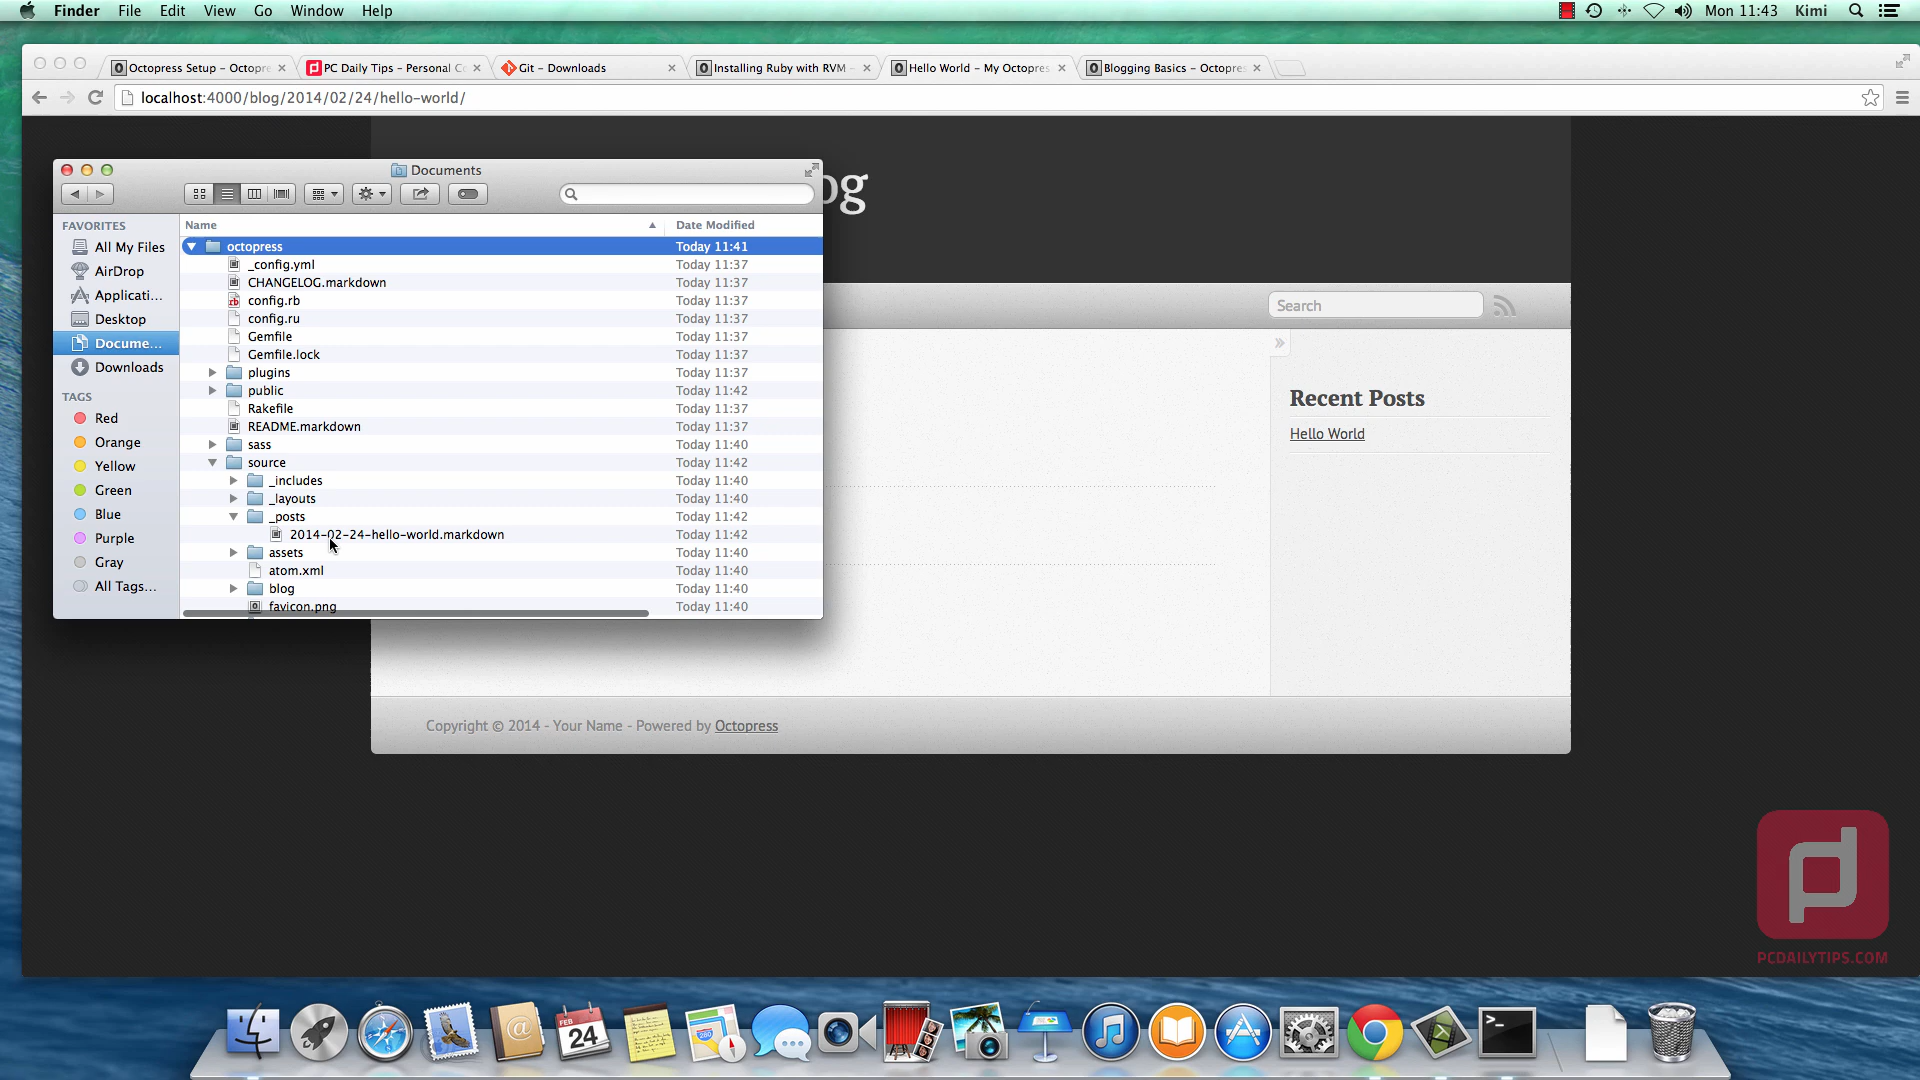 Finder File Edit View Go Window Help Mon 11:43 Kimi
Octopress Setup - Octopre
PC Daily Tips - Personal Co
Git - Downloads
Installing Ruby with RVM -
Hello World - My Octopres
Blogging Basics - Octopres
localhost:4000/blog/2014/02/24/hello-world/
og
Documents
FAVORITES
All My Files
AirDrop
Applicati...
Desktop
Docume...
Downloads
TAGS
Red
Orange
Yellow
Green
Blue
Purple
Gray
All Tags...
Name Date Modified
octopress Today 11:41
_config.yml Today 11:37
CHANGELOG.markdown Today 11:37
config.rb Today 11:37
config.ru Today 11:37
Gemfile Today 11:37
Gemfile.lock Today 11:37
plugins Today 11:37
public Today 11:42
Rakefile Today 11:37
README.markdown Today 11:37
sass Today 11:40
source Today 11:42
_includes Today 11:40
_layouts Today 11:40
_posts Today 11:42
2014-02-24-hello-world.markdown Today 11:42
assets Today 11:40
atom.xml Today 11:40
blog Today 11:40
favicon.png Today 11:40
Search
Recent Posts
Hello World
Copyright © 2014 - Your Name - Powered by Octopress
PCDAILYTIPS.COM
FEB
24